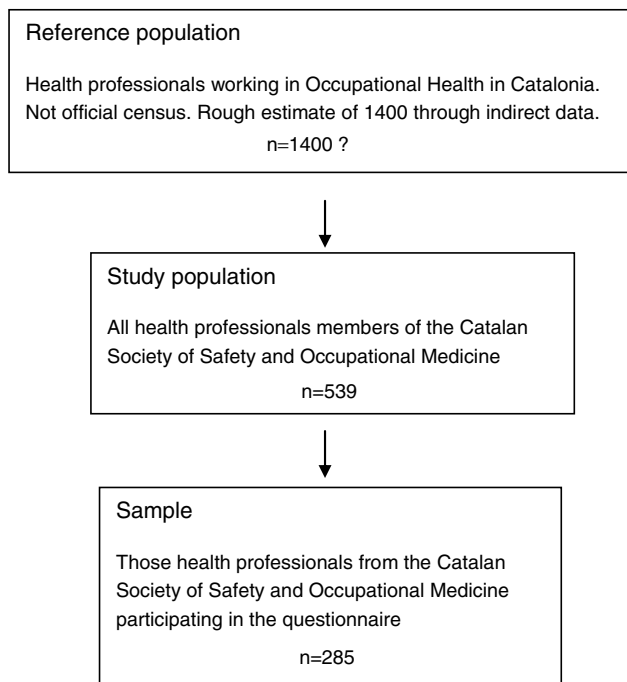 Reference population
Health professionals working in Occupational Health in Catalonia.
Not official census. Rough estimate of 1400 through indirect data.
n=1400 ?
Study population
All health professionals members of the Catalan
Society of Safety and Occupational Medicine
n=539
Sample
Those health professionals from the Catalan
Society of Safety and Occupational Medicine
participating in the questionnaire
n=285